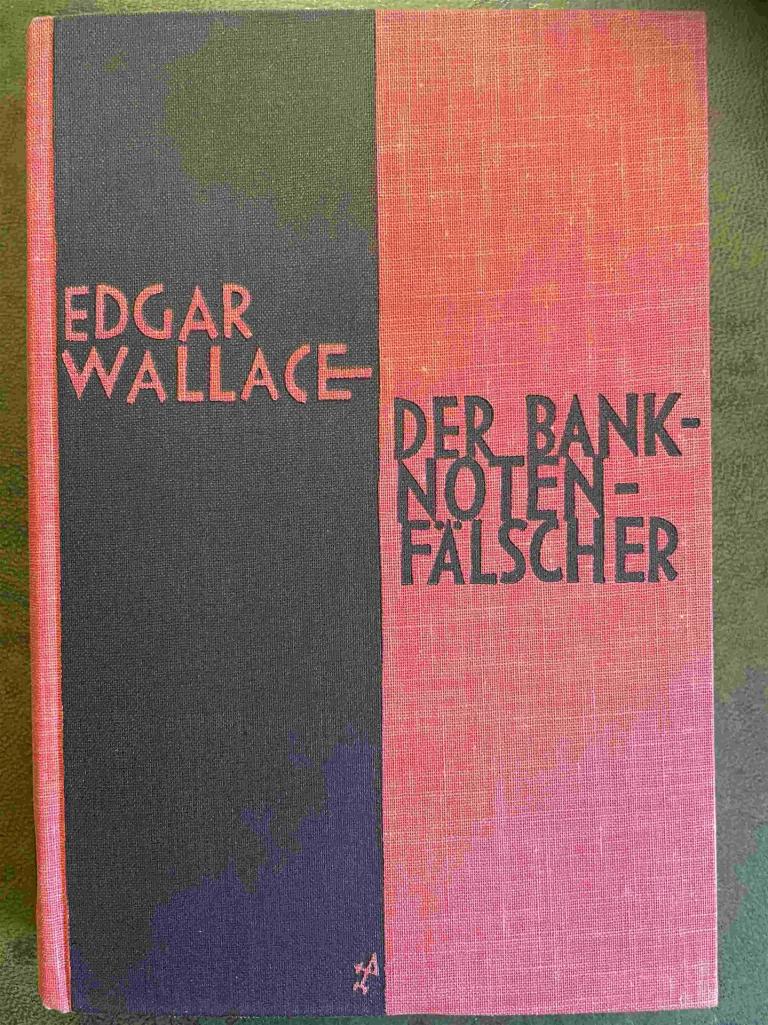 EDGAR
WALLACE–
DER BANK-
NOTEN-
FÄLSCHER